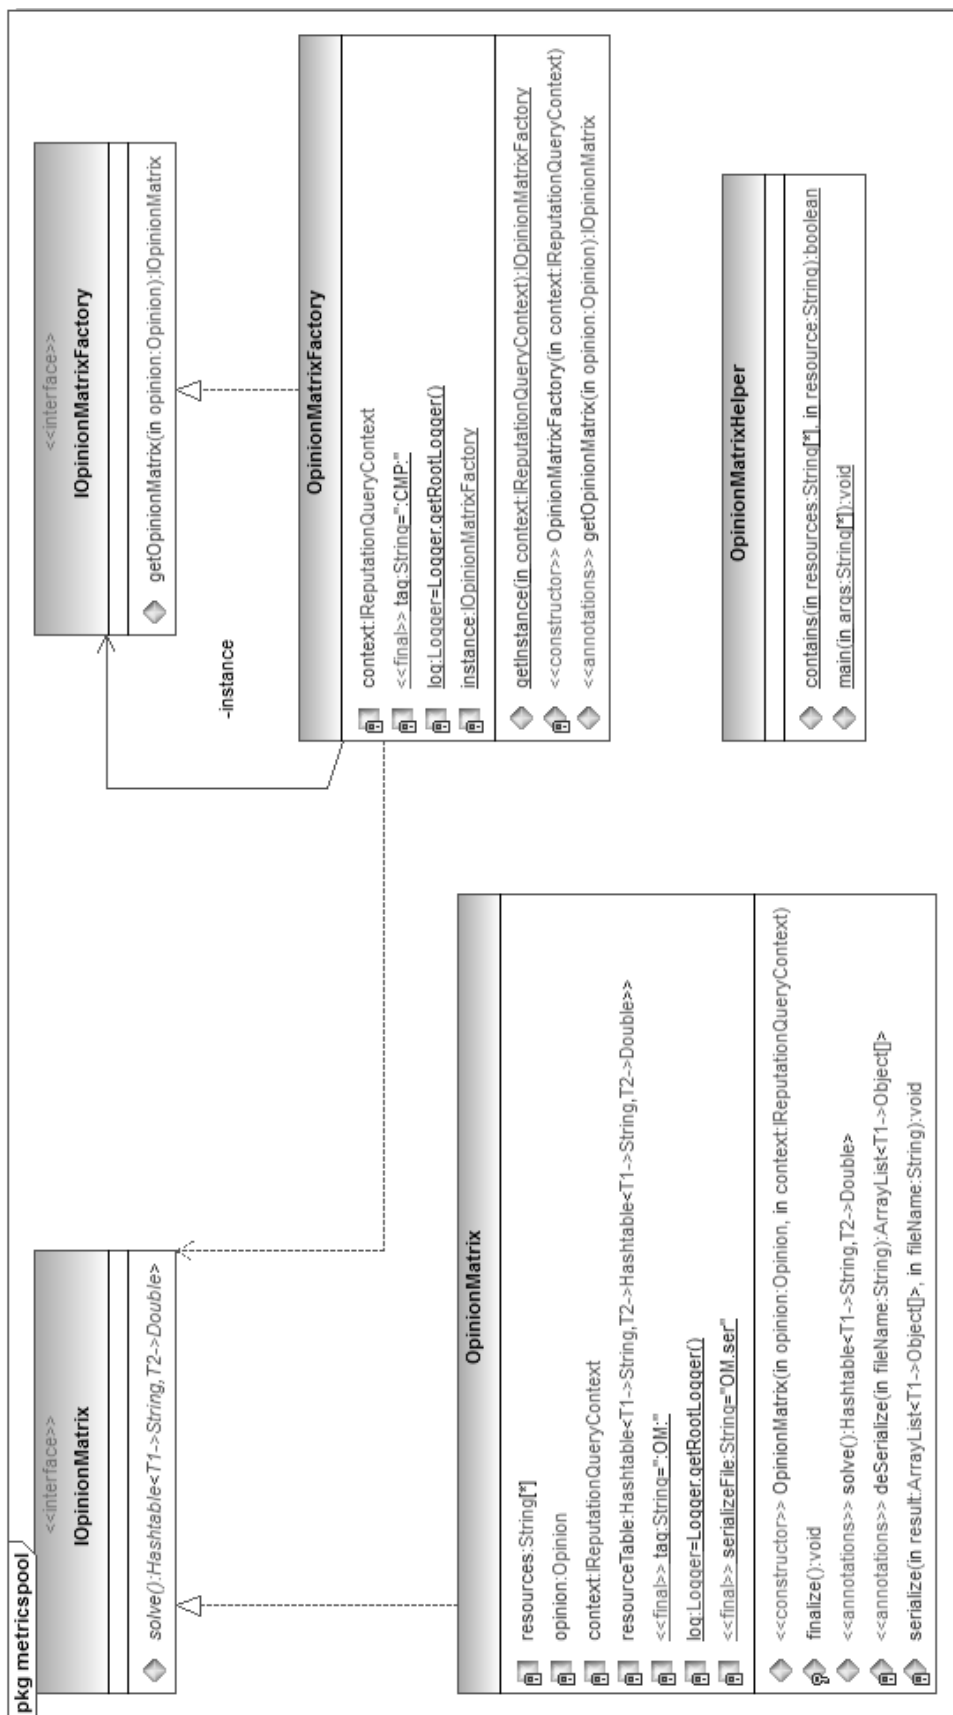 pkg metricspool
<<interface>>
IOpinionMatrix
solve():Hashtable<T1->String,T2->Double>
<<interface>>
IOpinionMatrixFactory
getOpinionMatrix(in opinion:Opinion):IOpinionMatrix
-instance
OpinionMatrixFactory
context:IReputationQueryContext
<<final>> tag:String=":CMP:"
log:Logger=Logger.getRootLogger()
instance:IOpinionMatrixFactory
getInstance(in context:IReputationQueryContext):IOpinionMatrixFactory
<<constructor>> OpinionMatrixFactory(in context:IReputationQueryContext)
<<annotations>> getOpinionMatrix(in opinion:Opinion):IOpinionMatrix
OpinionMatrix
resources:String[*]
opinion:Opinion
context:IReputationQueryContext
resourceTable:Hashtable<T1->String,T2->Hashtable<T1->String,T2->Double>>
<<final>> tag:String=":OM:"
log:Logger=Logger.getRootLogger()
<<final>> serializeFile:String="OM.ser"
<<constructor>> OpinionMatrix(in opinion:Opinion, in context:IReputationQueryContext)
finalize():void
<<annotations>> solve():Hashtable<T1->String,T2->Double>
<<annotations>> deSerialize(in fileName:String):ArrayList<T1->Object[]>
serialize(in result:ArrayList<T1->Object[]>, in fileName:String):void
OpinionMatrixHelper
contains(in resources:String[*], in resource:String):boolean
main(in args:String[*]):void